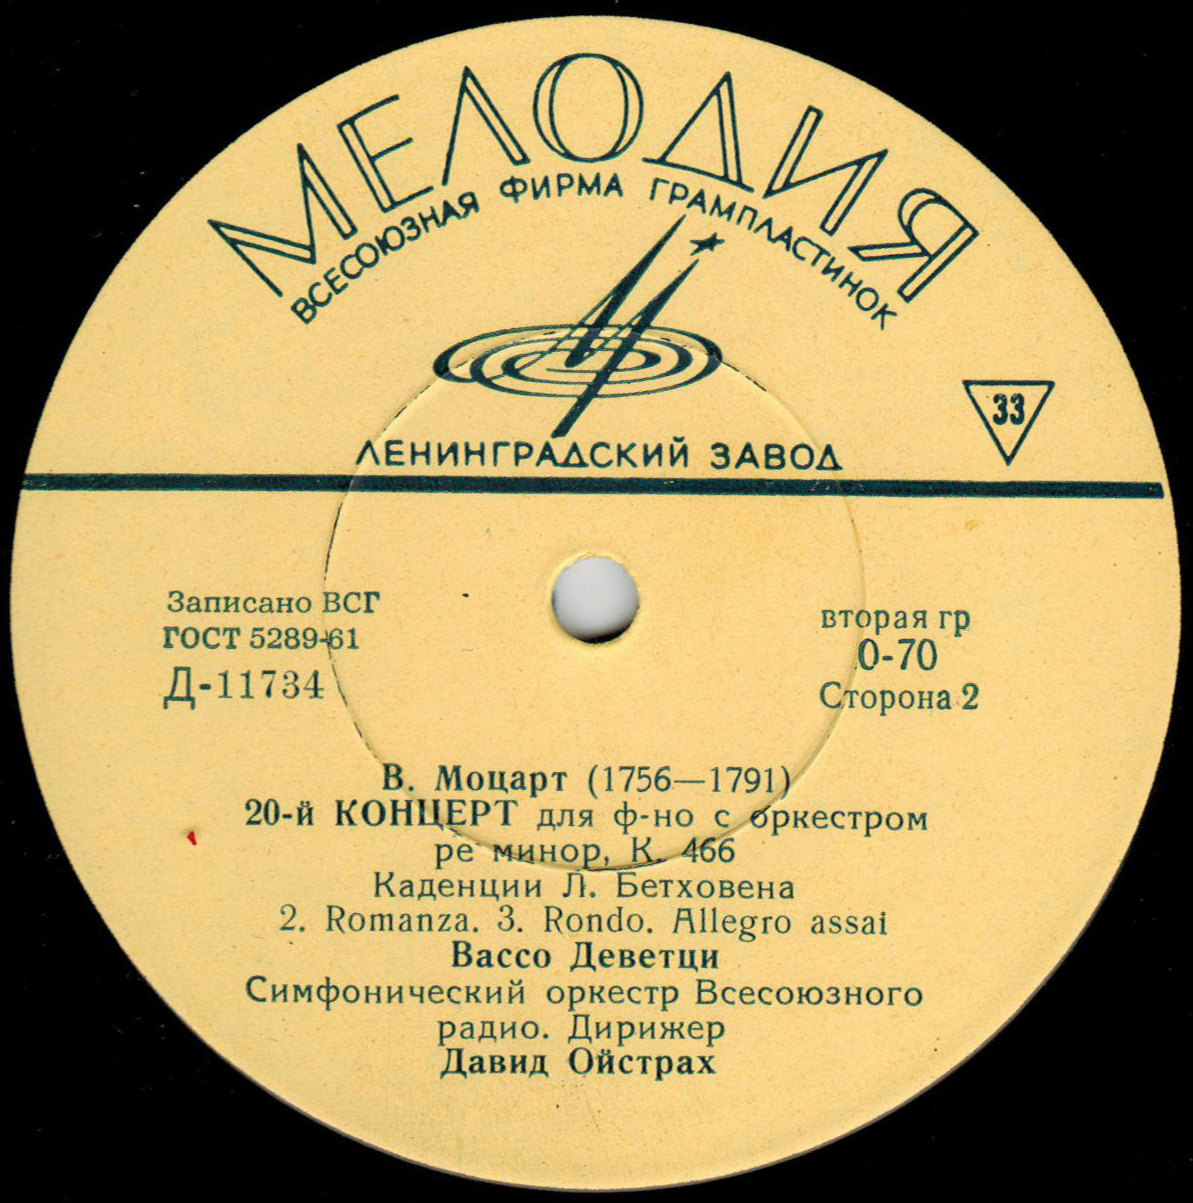 МЕЛОДИЯ
ВСЕСОЮЗНАЯ ФИРМА ГРАМПЛАСТИНОК
33
ЛЕНИНГРАДСКИЙ ЗАВОД
Записано ВСГ
ГОСТ 5289-61
Д-11734
вторая гр
0-70
Сторона 2
В. Моцарт (1756—1791)
20-й КОНЦЕРТ для ф-но с оркестром
ре минор, К. 466
Каденции Л. Бетховена
2. Romanza. 3. Rondo. Allegro assai
Вассо Деветци
Симфонический оркестр Всесоюзного
радио. Дирижер
Давид Ойстрах